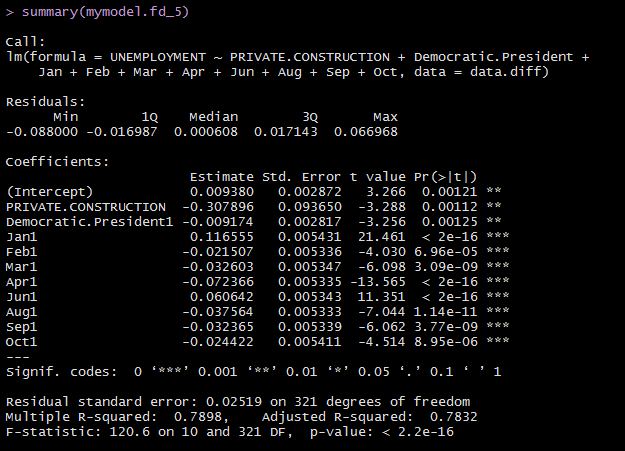 > summary(mymodel.fd_5)
Call:
lm(formula = UNEMPLOYMENT ~ PRIVATE.CONSTRUCTION + Democratic.President +
    Jan + Feb + Mar + Apr + Jun + Aug + Sep + Oct, data = data.diff)
Residuals:
      Min        1Q    Median        3Q       Max
-0.088000 -0.016987  0.000608  0.017143  0.066968
Coefficients:
                       Estimate Std. Error t value Pr(>|t|)
(Intercept)            0.009380   0.002872   3.266  0.00121 **
PRIVATE.CONSTRUCTION  -0.307896   0.093650  -3.288  0.00112 **
Democratic.President1 -0.009174   0.002817  -3.256  0.00125 **
Jan1                   0.116555   0.005431  21.461  < 2e-16 ***
Feb1                  -0.021507   0.005336  -4.030 6.96e-05 ***
Mar1                  -0.032603   0.005347  -6.098 3.09e-09 ***
Apr1                  -0.072366   0.005335 -13.565  < 2e-16 ***
Jun1                   0.060642   0.005343  11.351  < 2e-16 ***
Aug1                  -0.037564   0.005333  -7.044 1.14e-11 ***
Sep1                  -0.032365   0.005339  -6.062 3.77e-09 ***
Oct1                  -0.024422   0.005411  -4.514 8.95e-06 ***
---
Signif. codes:  0 ‘***’ 0.001 ‘**’ 0.01 ‘*’ 0.05 ‘.’ 0.1 ‘ ’ 1
Residual standard error: 0.02519 on 321 degrees of freedom
Multiple R-squared:  0.7898,    Adjusted R-squared:  0.7832
F-statistic: 120.6 on 10 and 321 DF,  p-value: < 2.2e-16